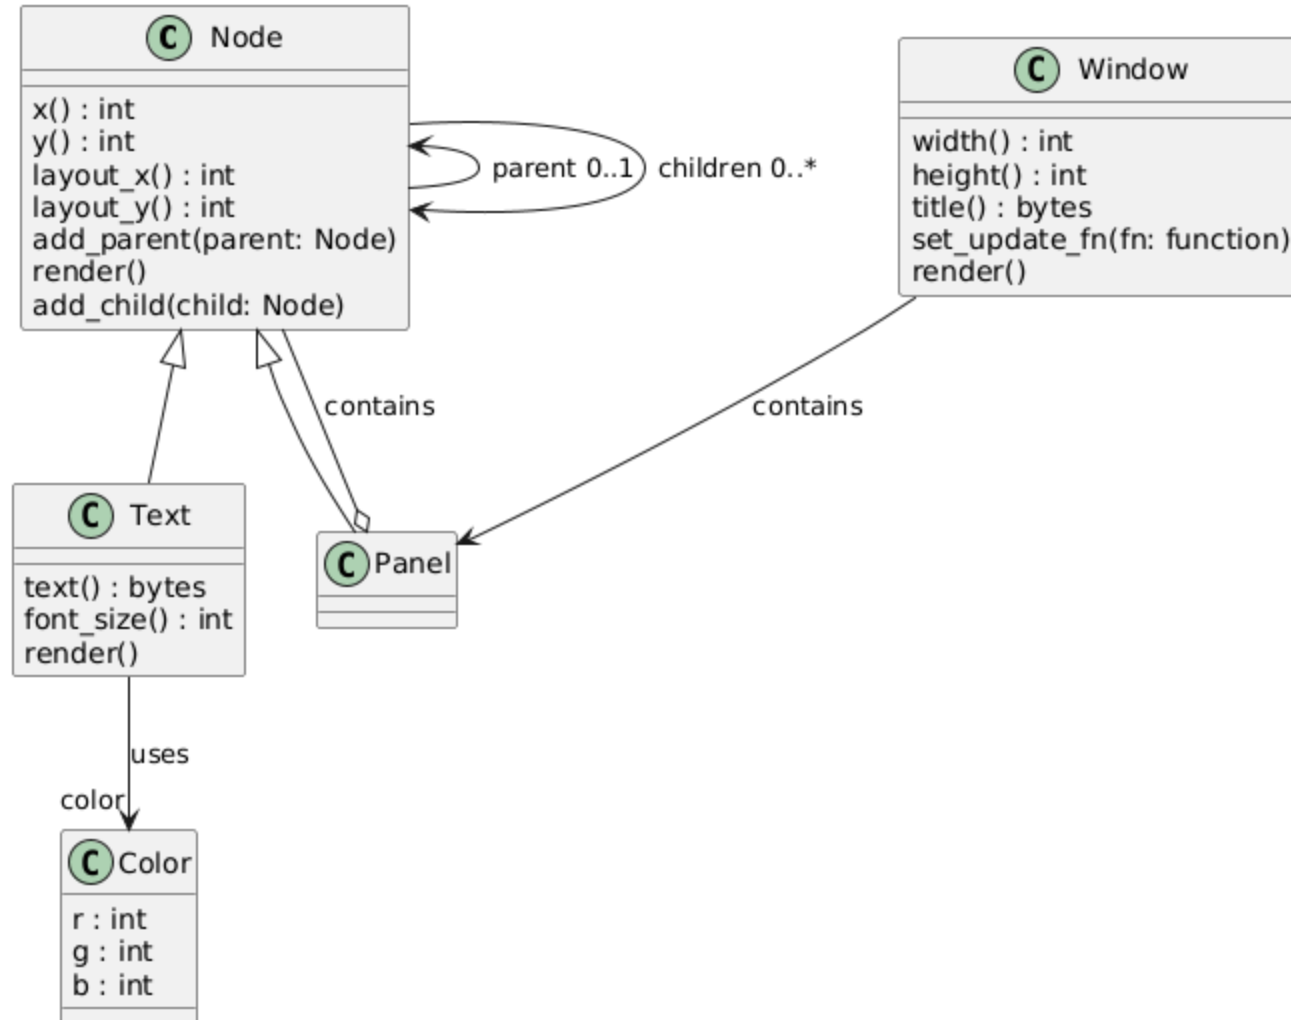 C Node
x() : int
y() : int
layout_x() : int
layout_y() : int
add_parent(parent: Node)
render()
add_child(child: Node)
parent 0..1
children 0..*
C Window
width() : int
height() : int
title() : bytes
set_update_fn(fn: function)
render()
contains
contains
C Text
text() : bytes
font_size() : int
render()
C Panel
uses
color
C Color
r : int
g : int
b : int